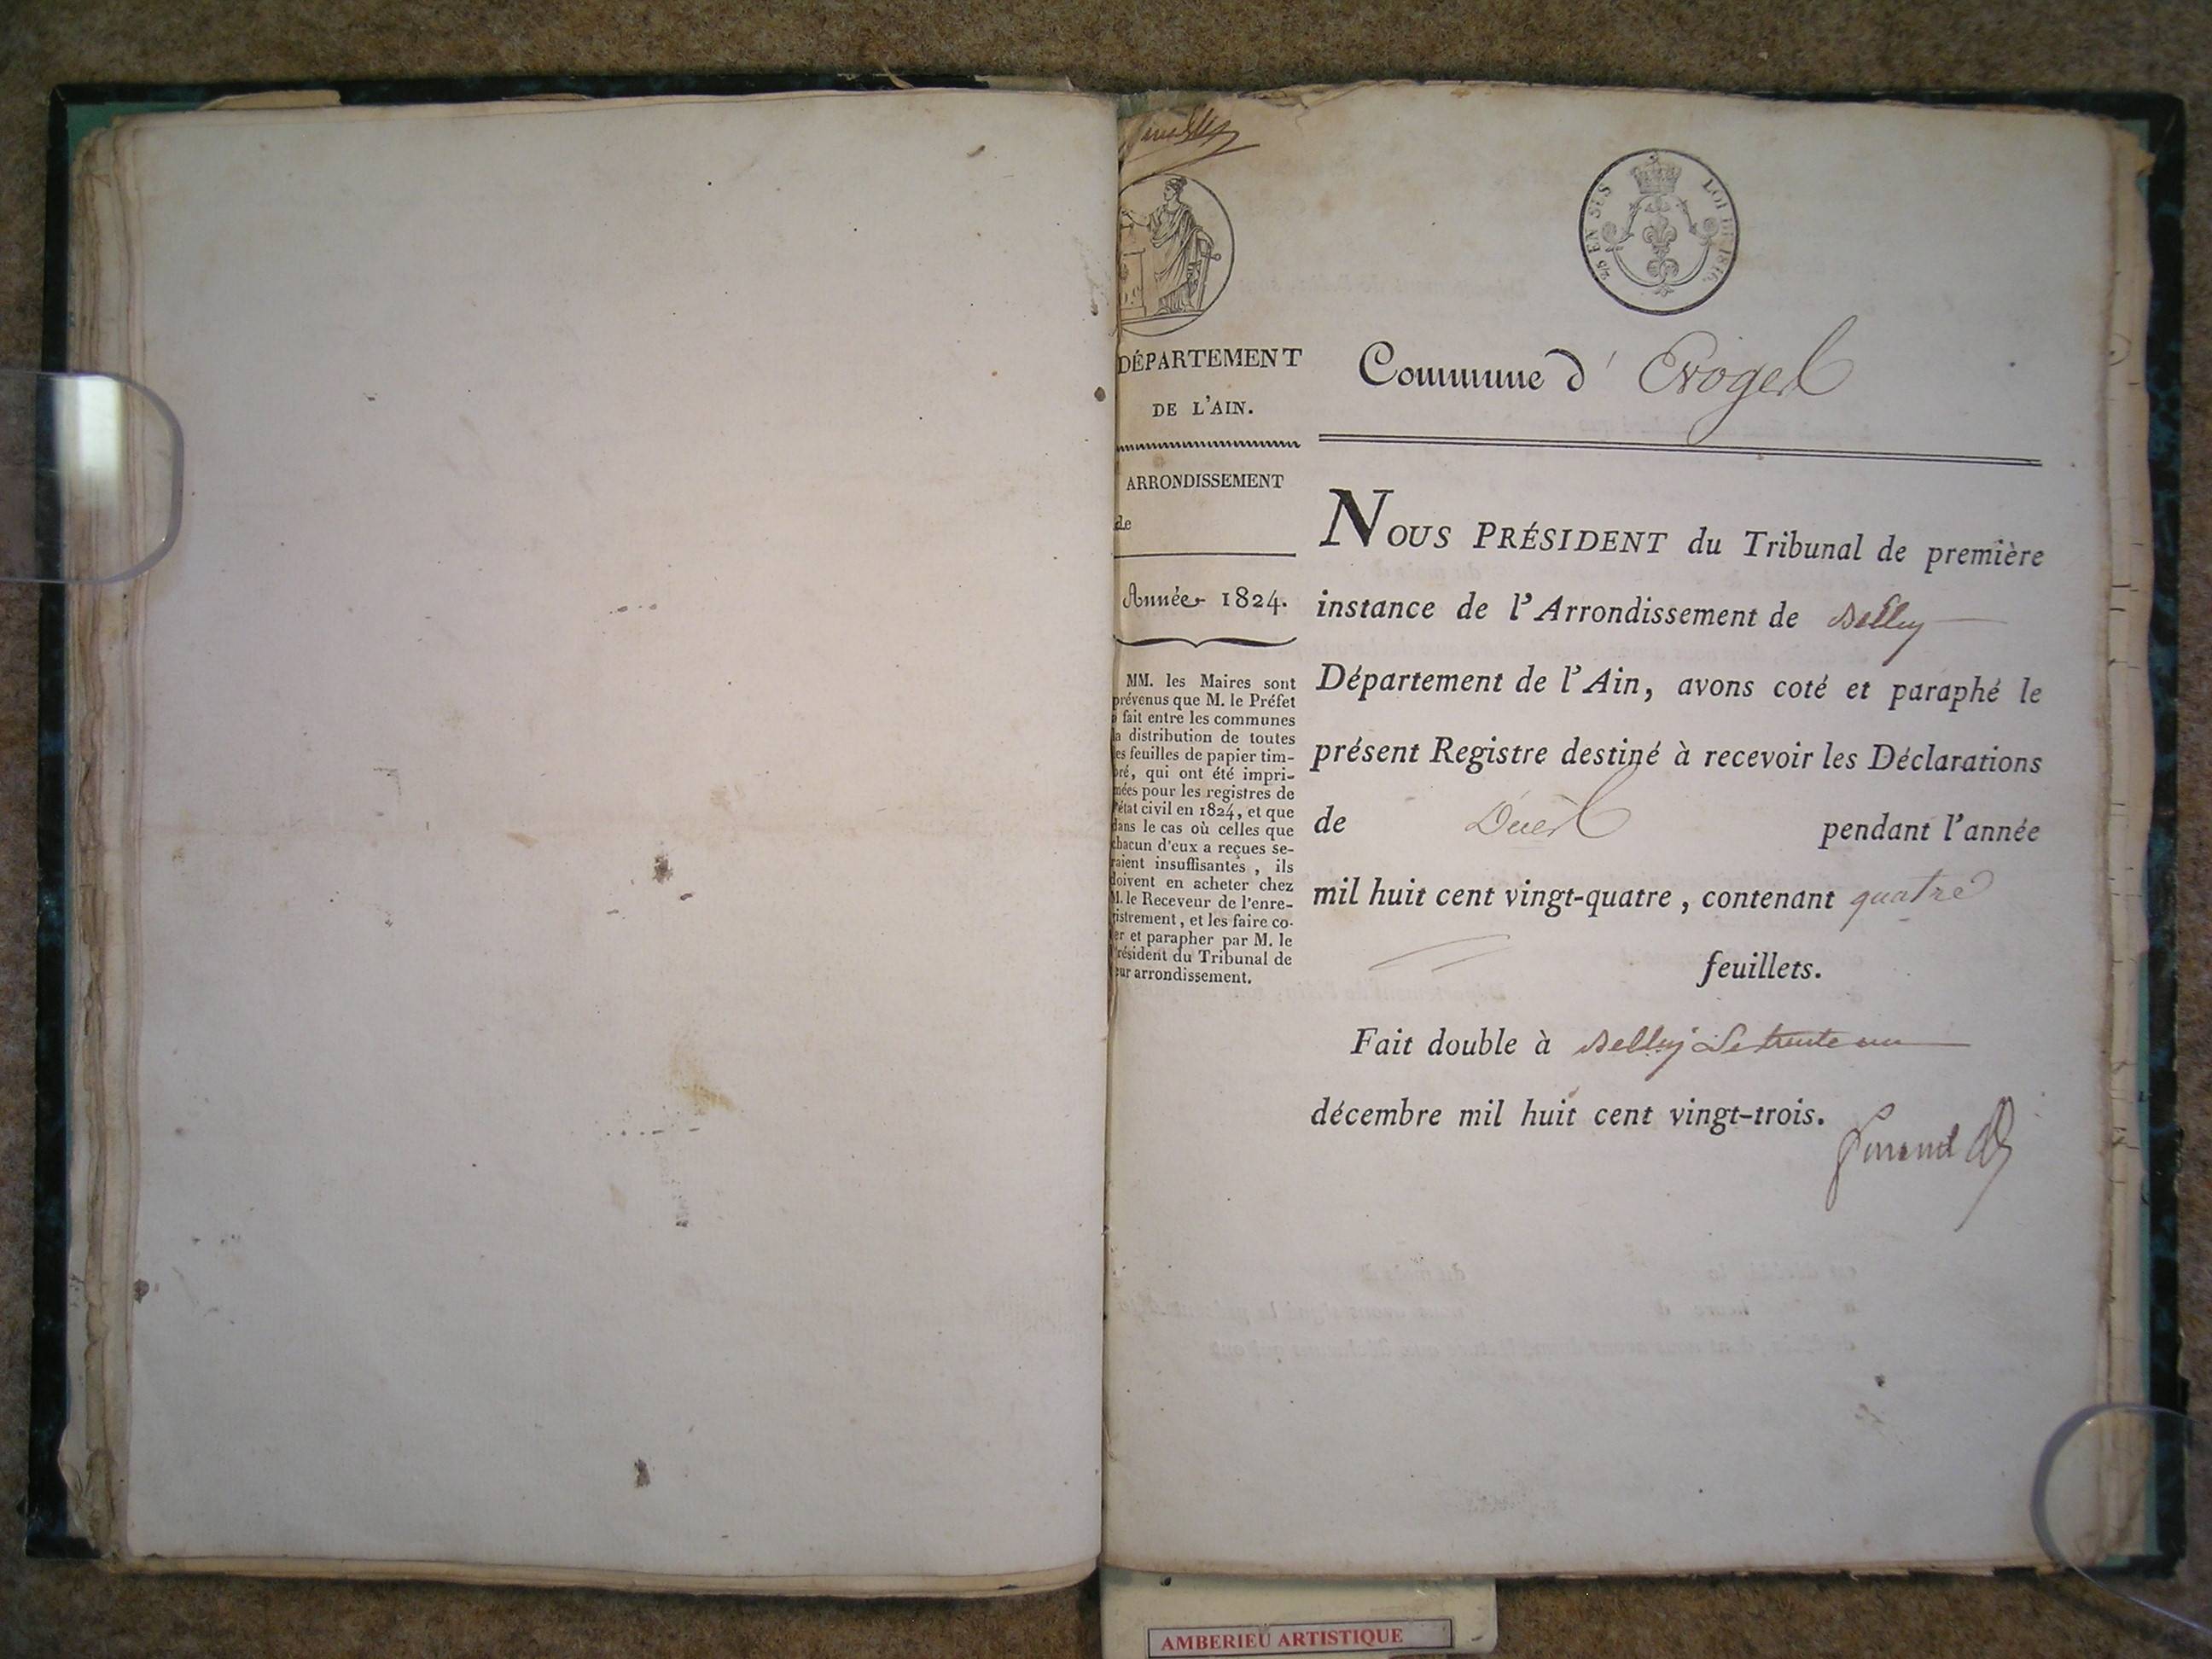 DÉPARTEMENT
DE L'AIN.
ARRONDISSEMENT
de
Année 1824.
MM. les Maires sont
prévenus que M. le Préfet
a fait entre les communes
la distribution de toutes
les feuilles de papier tim-
bré, qui ont été impri-
mées pour les registres de
l'état civil en 1824, et que
dans le cas où celles que
chacun d'eux a reçues se-
raient insuffisantes, ils
doivent en acheter chez
M. le Receveur de l'enre-
gistrement, et les faire co-
ter et parapher par M. le
Président du Tribunal de
leur arrondissement.
EN SUS LOI DE 1816.
Commune d' Evoges
NOUS PRÉSIDENT du Tribunal de première
instance de l'Arrondissement de Belley
Département de l'Ain, avons coté et paraphé le
présent Registre destiné à recevoir les Déclarations
de Décès pendant l'année
mil huit cent vingt-quatre, contenant quatre
feuillets.
Fait double à Belley Le trente un
décembre mil huit cent vingt-trois.
AMBERIEU ARTISTIQUE